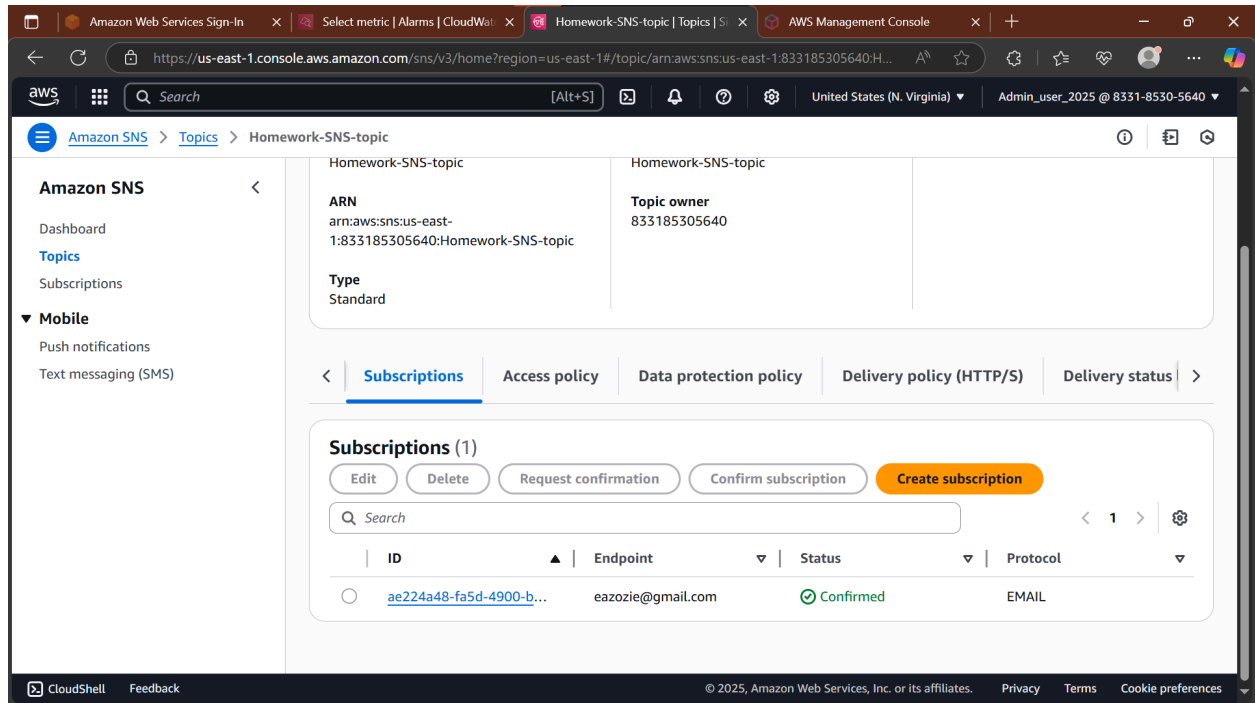 Amazon Web Services Sign-In
Select metric | Alarms | CloudWat
Homework-SNS-topic | Topics | Si
AWS Management Console
https://us-east-1.console.aws.amazon.com/sns/v3/home?region=us-east-1#/topic/arn:aws:sns:us-east-1:833185305640:H...
aws
Search [Alt+S]
United States (N. Virginia)
Admin_user_2025 @ 8331-8530-5640
Amazon SNS > Topics > Homework-SNS-topic
Amazon SNS
Dashboard
Topics
Subscriptions
Mobile
Push notifications
Text messaging (SMS)
Homework-SNS-topic
ARN
arn:aws:sns:us-east-
1:833185305640:Homework-SNS-topic
Type
Standard
Homework-SNS-topic
Topic owner
833185305640
Subscriptions Access policy Data protection policy Delivery policy (HTTP/S) Delivery status
Subscriptions (1)
Edit Delete Request confirmation Confirm subscription Create subscription
Search
1
ID Endpoint Status Protocol
ae224a48-fa5d-4900-b... eazozie@gmail.com Confirmed EMAIL
CloudShell Feedback © 2025, Amazon Web Services, Inc. or its affiliates. Privacy Terms Cookie preferences